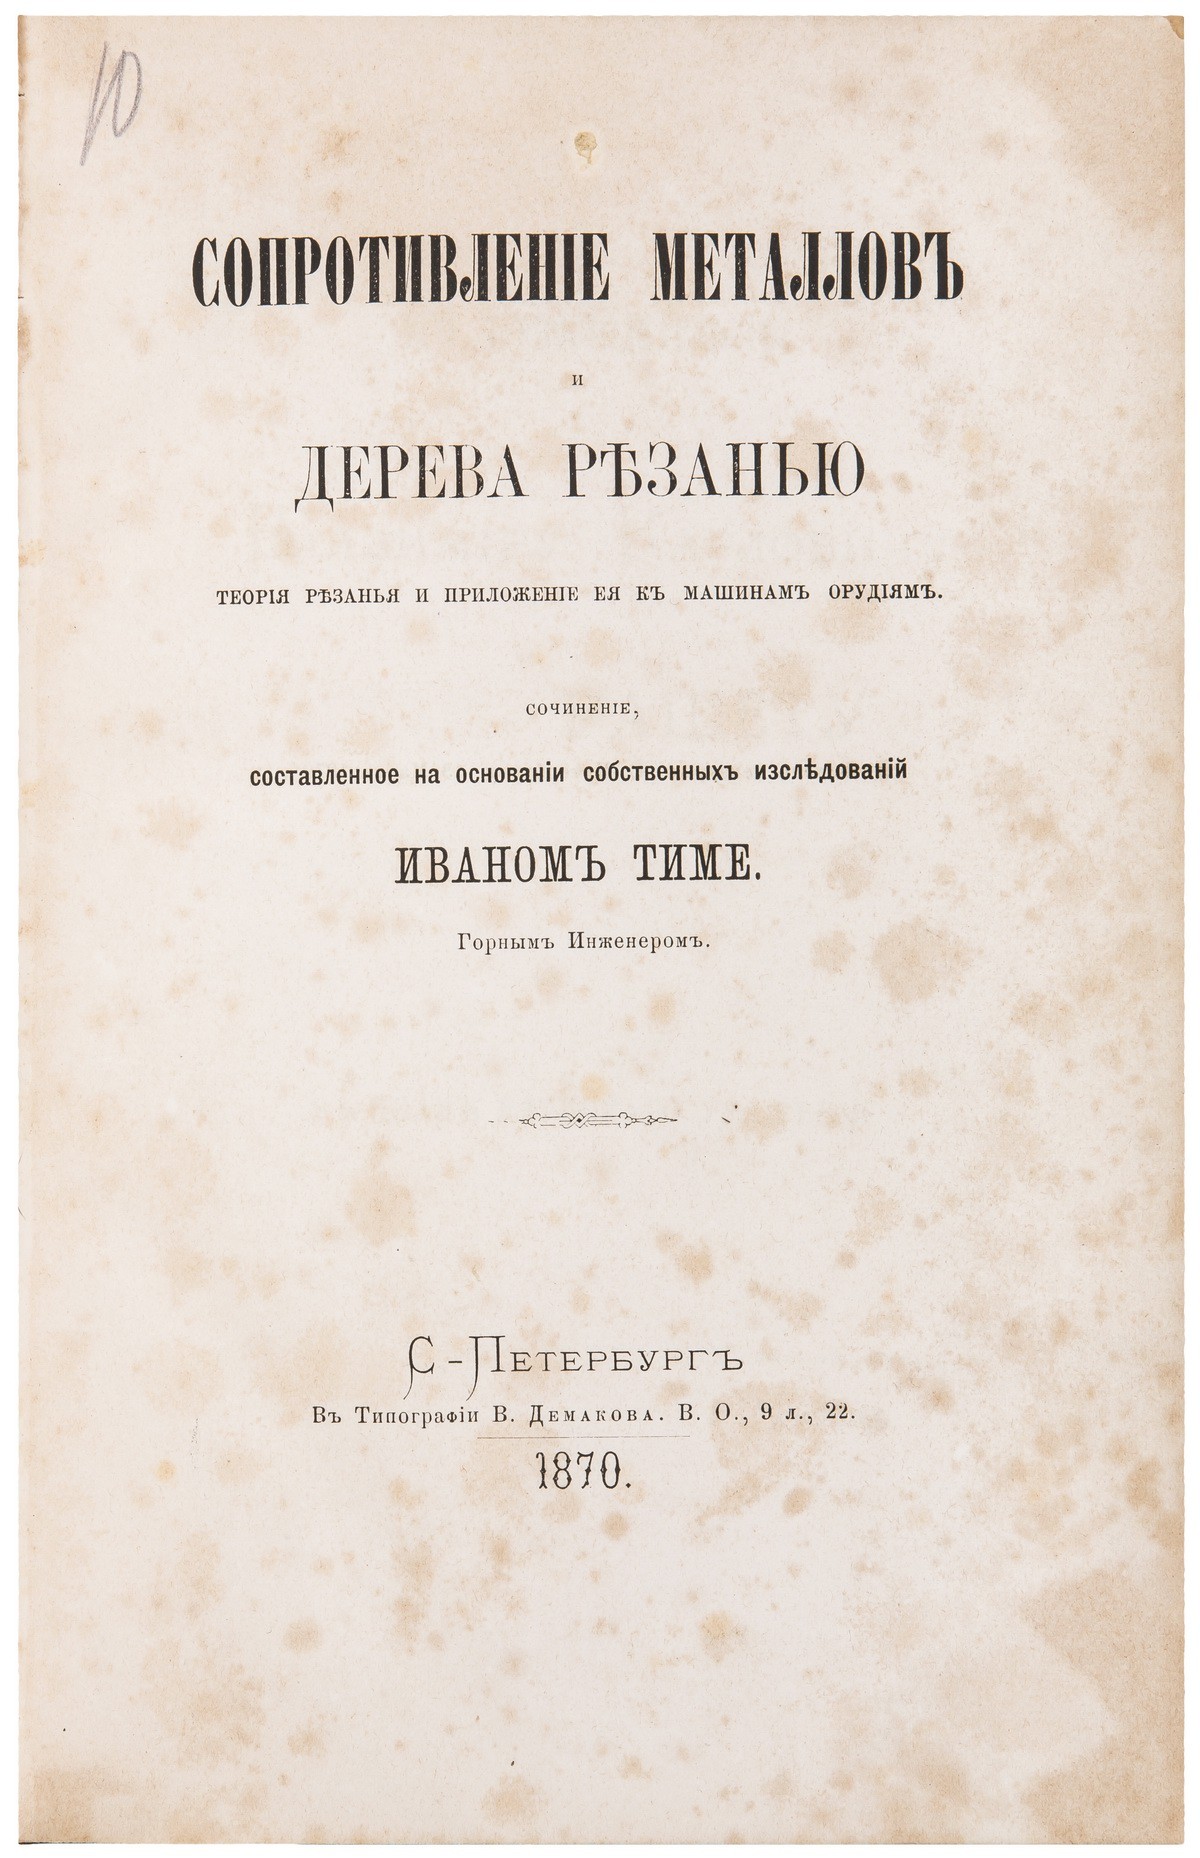 10
СОПРОТИВЛЕНІЕ МЕТАЛЛОВЪ
И
ДЕРЕВА РѢЗАНЬЮ
ТЕОРІЯ РѢЗАНЬЯ И ПРИЛОЖЕНІЕ ЕЯ КЪ МАШИНАМЪ ОРУДІЯМЪ.
СОЧИНЕНІЕ,
составленное на основаніи собственныхъ изслѣдованій
ИВАНОМЪ ТИМЕ.
Горнымъ Инженеромъ.
С-ПЕТЕРБУРГЪ
Въ Типографіи В. ДЕМАКОВА. В. О., 9 л., 22.
1870.